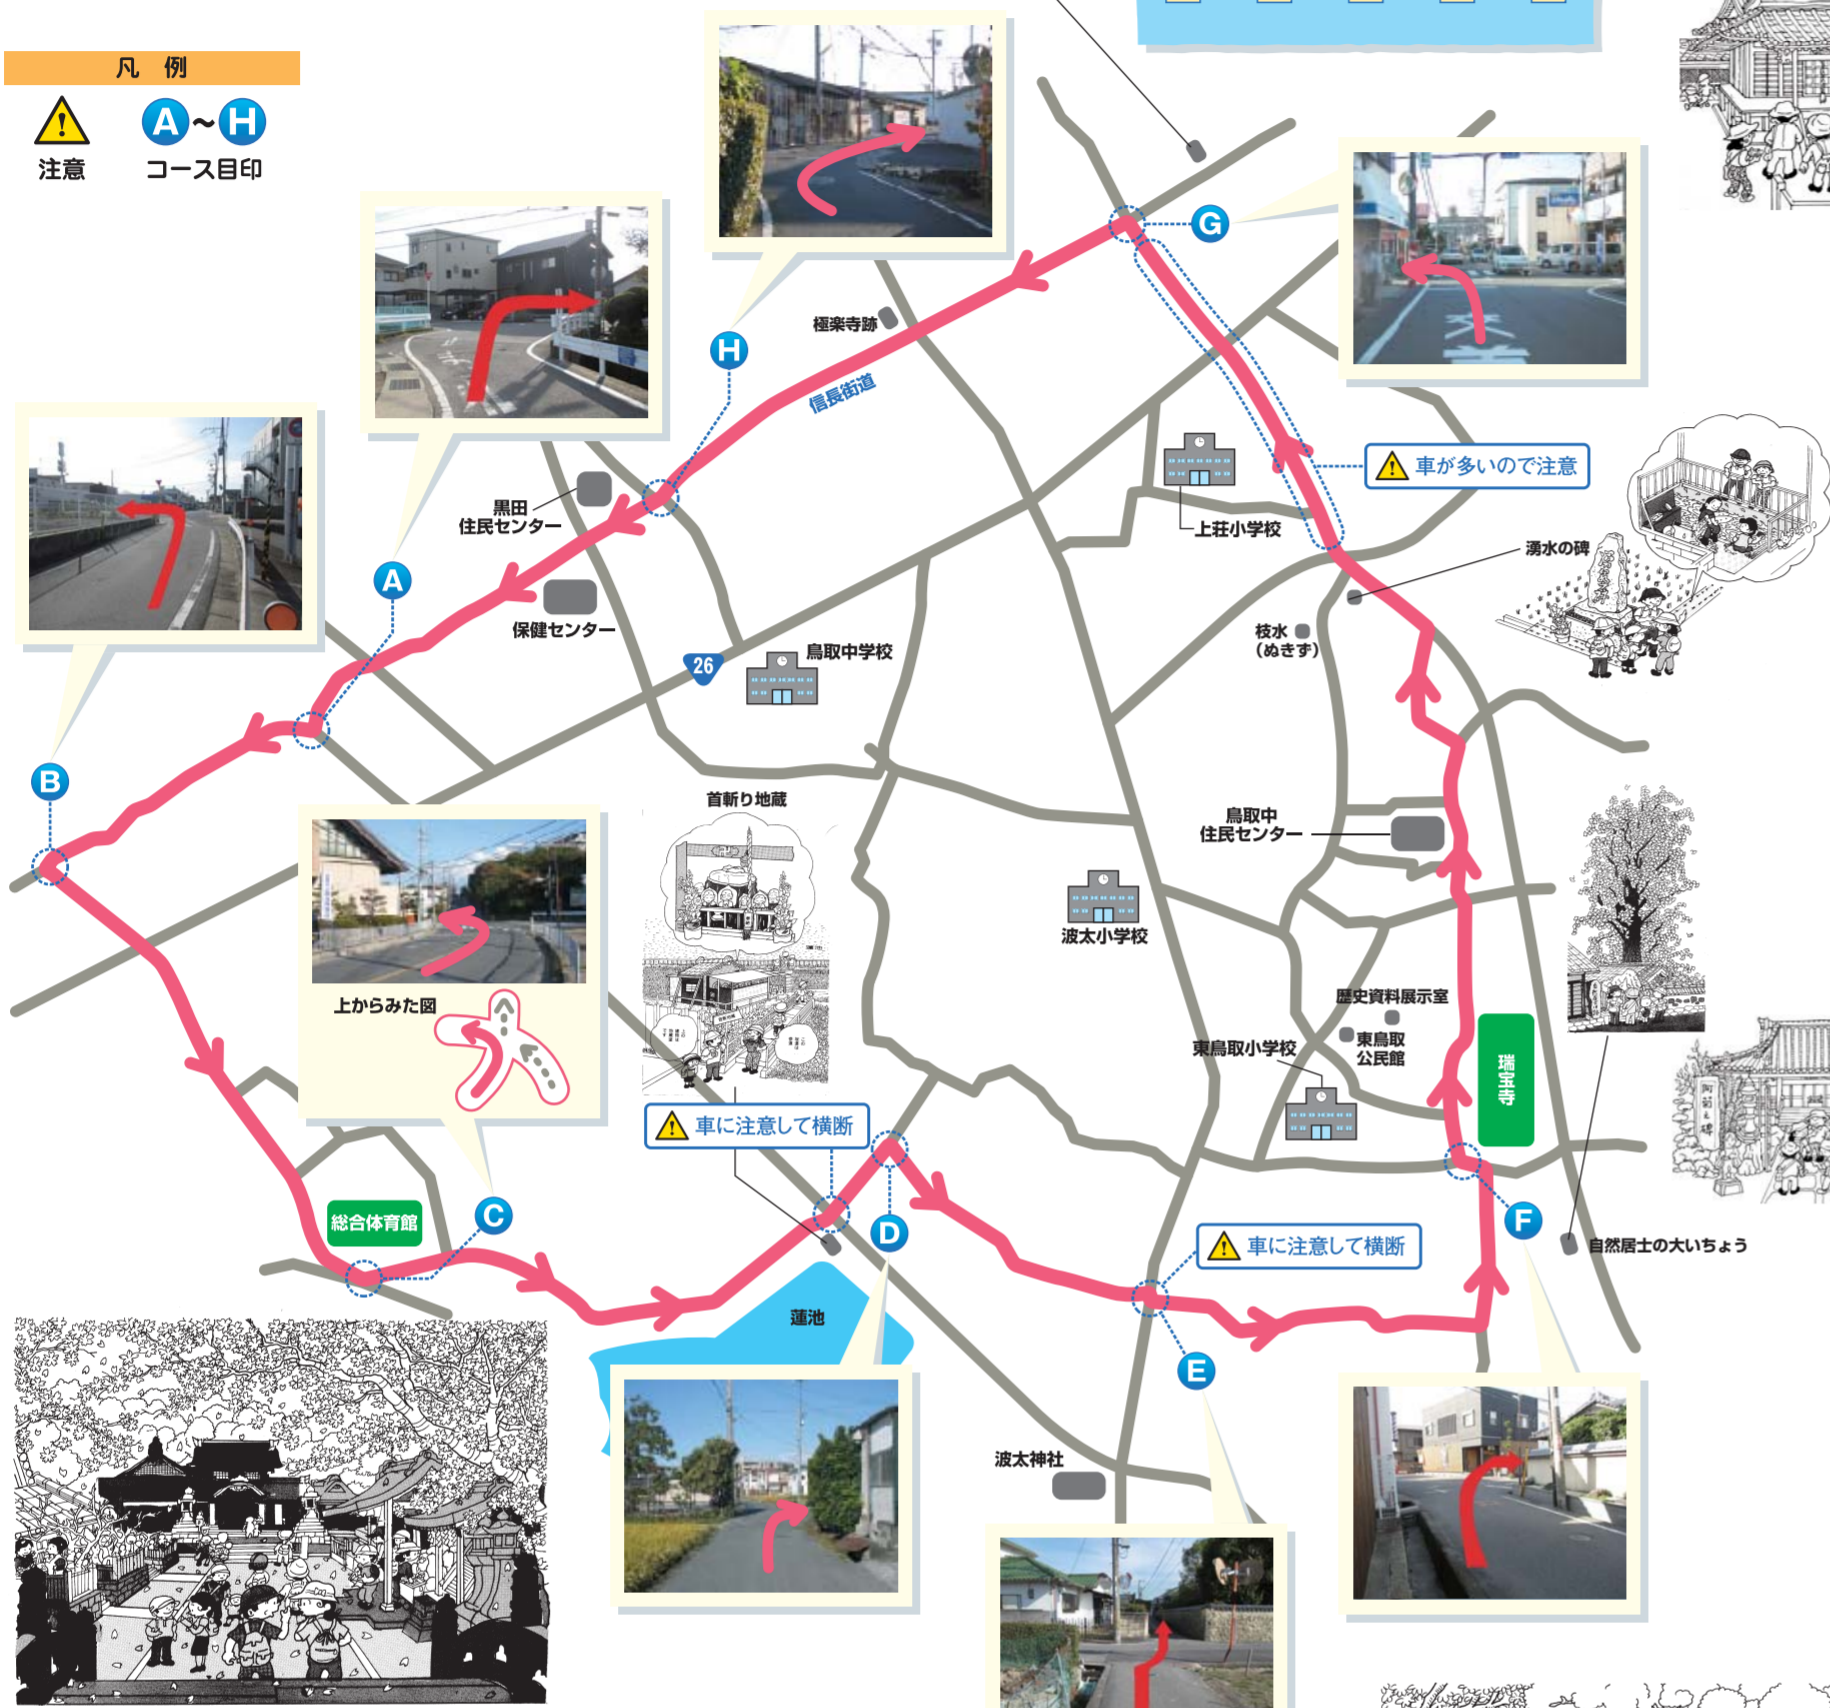 凡 例
注意
A～H
コース目印
G
極楽寺跡
H
信長街道
車が多いので注意
黒田
住民センター
上荘小学校
湧水の碑
A
保健センター
枝水
(ぬきず)
26
鳥取中学校
B
首斬り地蔵
鳥取中
住民センター
波太小学校
上からみた図
歴史資料展示室
東鳥取
公民館
東鳥取小学校
瑞宝寺
車に注意して横断
総合体育館
C
D
F
車に注意して横断
自然居士の大いちょう
蓮池
E
波太神社